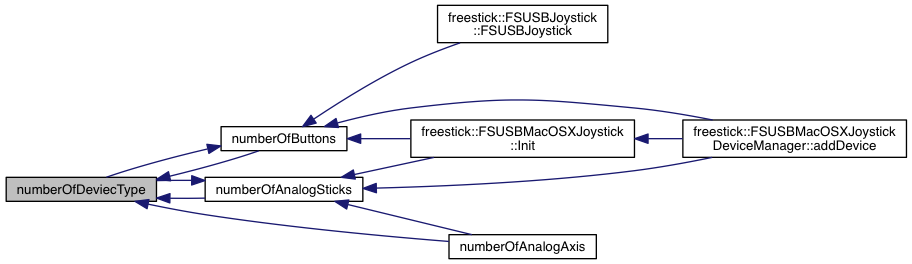 freestick::FSUSBJoystick
::FSUSBJoystick
numberOfButtons
freestick::FSUSBMacOSXJoystick
::Init
freestick::FSUSBMacOSXJoystick
DeviceManager::addDevice
numberOfDeviecType
numberOfAnalogSticks
numberOfAnalogAxis